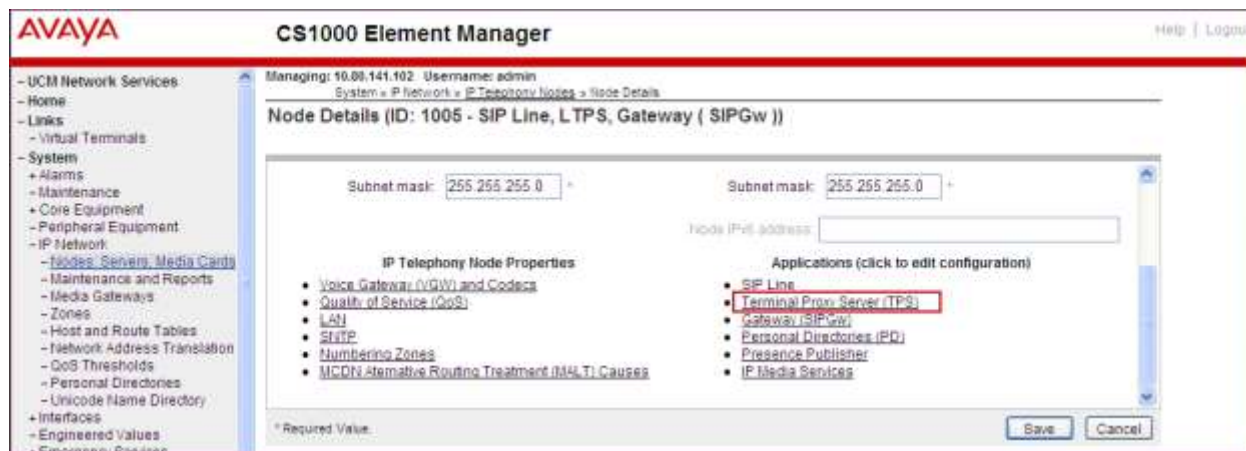 AVAYA
CS1000 Element Manager
Help | Logou
- UCM Network Services
- Home
- Links
- Virtual Terminals
- System
+ Alarms
- Maintenance
+ Core Equipment
- Peripheral Equipment
- IP Network
- Nodes: Servers, Media Cards
- Maintenance and Reports
- Media Gateways
- Zones
- Host and Route Tables
- Network Address Translation
- QoS Thresholds
- Personal Directories
- Unicode Name Directory
+ Interfaces
- Engineered Values
+ Emergency Services
Managing: 10.80.141.102 Username: admin
System » IP Network » IP Telephony Nodes » Node Details
Node Details (ID: 1005 - SIP Line, LTPS, Gateway ( SIPGw ))
Subnet mask: 255.255.255.0 *
Subnet mask: 255.255.255.0 *
Node IPv6 address:
IP Telephony Node Properties
• Voice Gateway (VGW) and Codecs
• Quality of Service (QoS)
• LAN
• SNTP
• Numbering Zones
• MCDN Alternative Routing Treatment (MALT) Causes
Applications (click to edit configuration)
• SIP Line
• Terminal Proxy Server (TPS)
• Gateway (SIPGw)
• Personal Directories (PD)
• Presence Publisher
• IP Media Services
* Required Value.
Save
Cancel